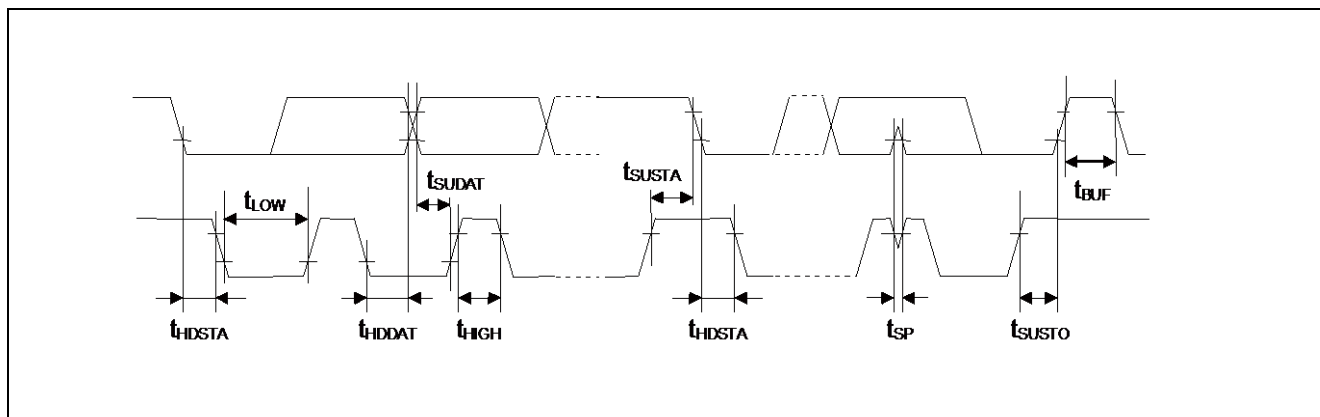 tSUDAT
tSUSTA
tLOW
tBUF
tHDSTA
tHDDAT
tHIGH
tHDSTA
tSP
tSUSTO